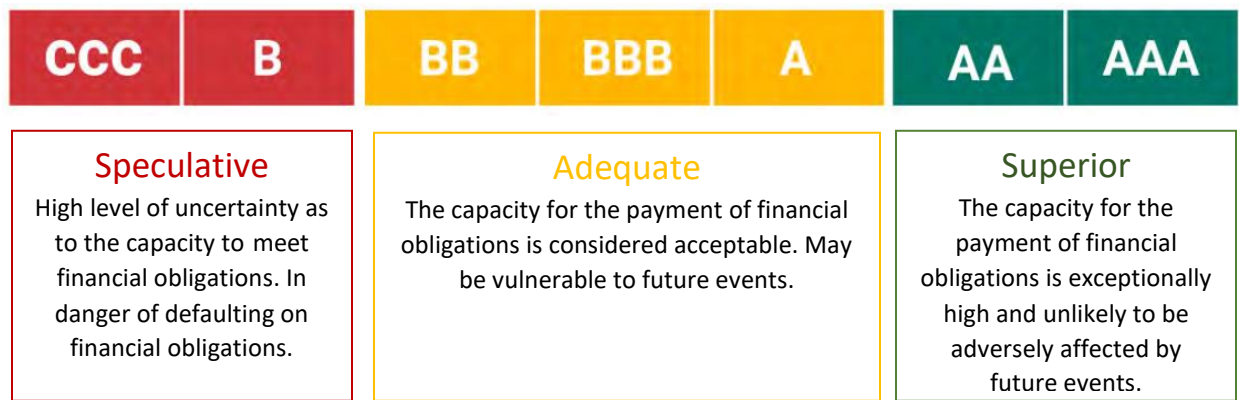 CCC B BB BBB A AA AAA
Speculative
High level of uncertainty as
to the capacity to meet
financial obligations. In
danger of defaulting on
financial obligations.
Adequate
The capacity for the payment of financial
obligations is considered acceptable. May
be vulnerable to future events.
Superior
The capacity for the
payment of financial
obligations is exceptionally
high and unlikely to be
adversely affected by
future events.